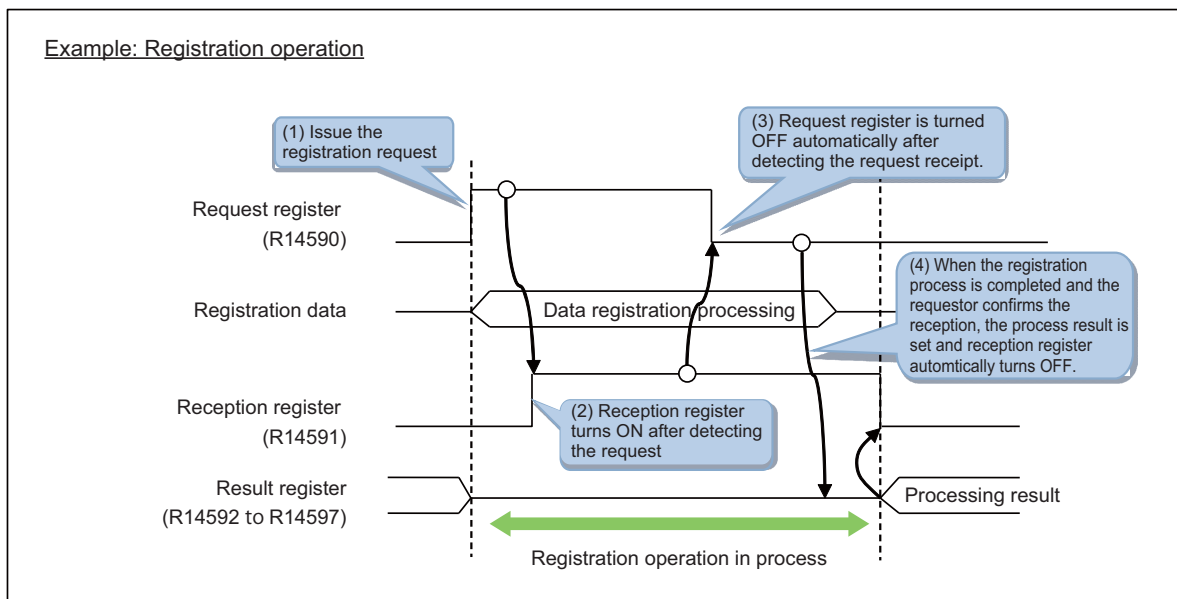 Example: Registration operation
(1) Issue the
registration request
(3) Request register is turned
OFF automatically after
detecting the request receipt.
Request register
(R14590)
(4) When the registration
process is completed and the
requestor confirms the
reception, the process result is
set and reception register
automtically turns OFF.
Registration data
Data registration processing
Reception register
(R14591)
(2) Reception register
turns ON after detecting
the request
Result register
(R14592 to R14597)
Processing result
Registration operation in process